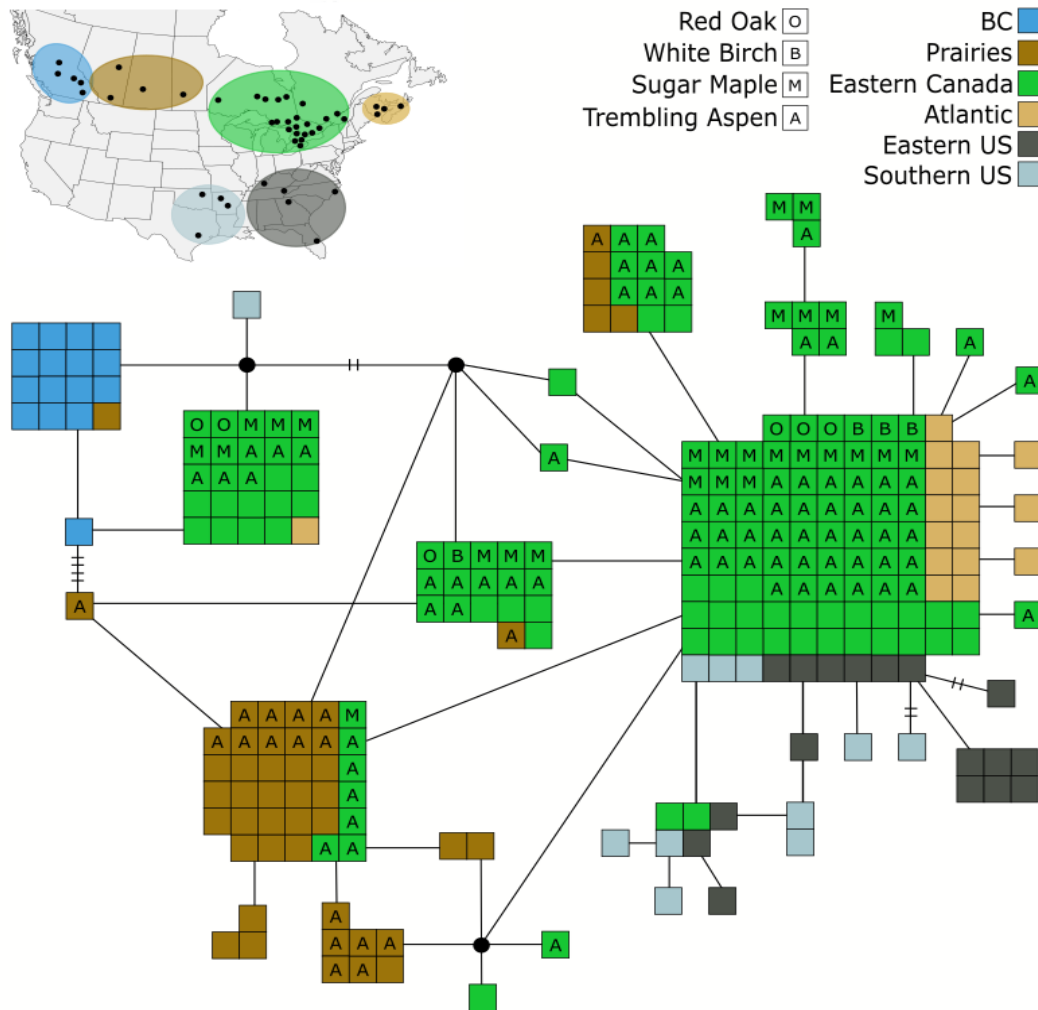 Red Oak O
White Birch B
Sugar Maple M
Trembling Aspen A
BC
Prairies
Eastern Canada
Atlantic
Eastern US
Southern US
M M
A
A A A
A A A
A A A
M M M
A A
M
A
A
O O M M M
M M A A A
A A A
A
O B M M M
A A A A A
A A
A
O O O B B B
M M M M M M M M M
M M M A A A A A A
A A A A A A A A A
A A A A A A A A A
A A A A A A A A A
A A A A A A
A
A
A A A A M
A A A A A A
A
A
A
A A
A
A A A
A A
A